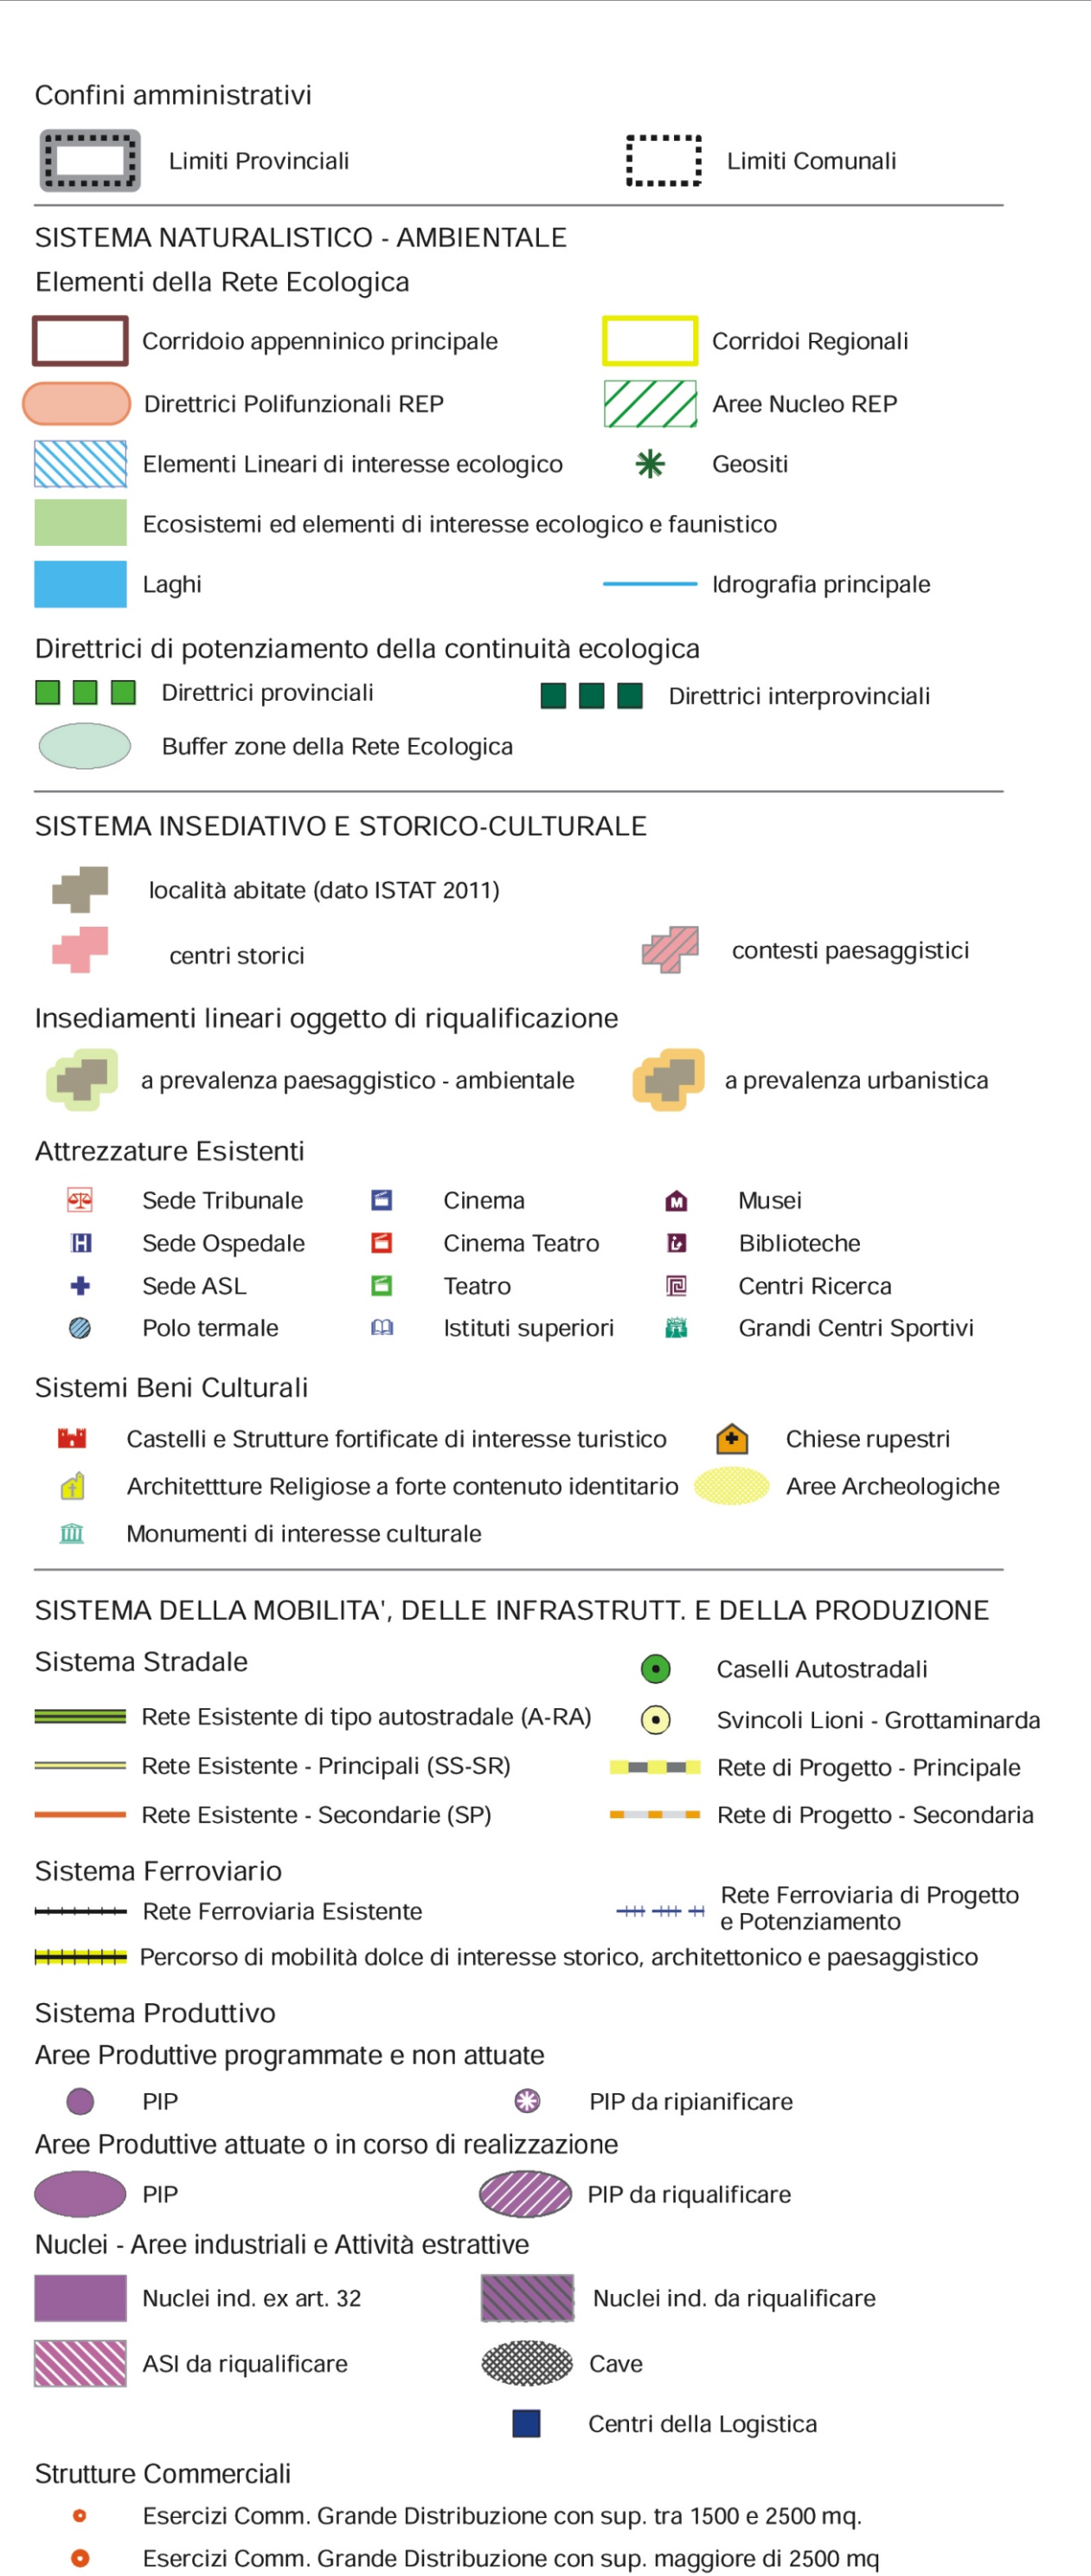 Confini amministrativi
Limiti Provinciali
Limiti Comunali
SISTEMA NATURALISTICO - AMBIENTALE
Elementi della Rete Ecologica
Corridoio appenninico principale
Corridoi Regionali
Direttrici Polifunzionali REP
Aree Nucleo REP
Elementi Lineari di interesse ecologico
Geositi
Ecosistemi ed elementi di interesse ecologico e faunistico
Laghi
Idrografia principale
Direttrici di potenziamento della continuità ecologica
Direttrici provinciali
Direttrici interprovinciali
Buffer zone della Rete Ecologica
SISTEMA INSEDIATIVO E STORICO-CULTURALE
località abitate (dato ISTAT 2011)
centri storici
contesti paesaggistici
Insediamenti lineari oggetto di riqualificazione
a prevalenza paesaggistico - ambientale
a prevalenza urbanistica
Attrezzature Esistenti
Sede Tribunale
Cinema
M
Musei
H
Sede Ospedale
Cinema Teatro
Biblioteche
Sede ASL
Teatro
Centri Ricerca
Polo termale
Istituti superiori
Grandi Centri Sportivi
Sistemi Beni Culturali
Castelli e Strutture fortificate di interesse turistico
Chiese rupestri
Architettture Religiose a forte contenuto identitario
Aree Archeologiche
Monumenti di interesse culturale
SISTEMA DELLA MOBILITA', DELLE INFRASTRUTT. E DELLA PRODUZIONE
Sistema Stradale
Caselli Autostradali
Rete Esistente di tipo autostradale (A-RA)
Svincoli Lioni - Grottaminarda
Rete Esistente - Principali (SS-SR)
Rete di Progetto - Principale
Rete Esistente - Secondarie (SP)
Rete di Progetto - Secondaria
Sistema Ferroviario
Rete Ferroviaria Esistente
Rete Ferroviaria di Progetto
e Potenziamento
Percorso di mobilità dolce di interesse storico, architettonico e paesaggistico
Sistema Produttivo
Aree Produttive programmate e non attuate
PIP
PIP da ripianificare
Aree Produttive attuate o in corso di realizzazione
PIP
PIP da riqualificare
Nuclei - Aree industriali e Attività estrattive
Nuclei ind. ex art. 32
Nuclei ind. da riqualificare
ASI da riqualificare
Cave
Centri della Logistica
Strutture Commerciali
Esercizi Comm. Grande Distribuzione con sup. tra 1500 e 2500 mq.
Esercizi Comm. Grande Distribuzione con sup. maggiore di 2500 mq